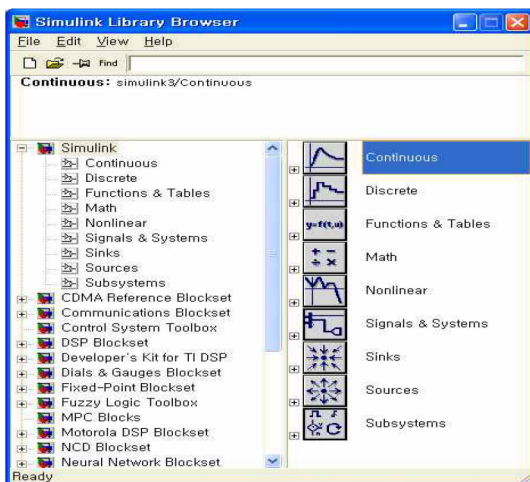 Simulink Library Browser
File Edit View Help
Find
Continuous: simulink3/Continuous
Simulink
Continuous
Discrete
Functions & Tables
Math
Nonlinear
Signals & Systems
Sinks
Sources
Subsystems
CDMA Reference Blockset
Communications Blockset
Control System Toolbox
DSP Blockset
Developer's Kit for TI DSP
Dials & Gauges Blockset
Fixed-Point Blockset
Fuzzy Logic Toolbox
MPC Blocks
Motorola DSP Blockset
NCD Blockset
Neural Network Blockset
Continuous
Discrete
y=f(t,u)
Functions & Tables
Math
Nonlinear
Signals & Systems
Sinks
Sources
Subsystems
Ready